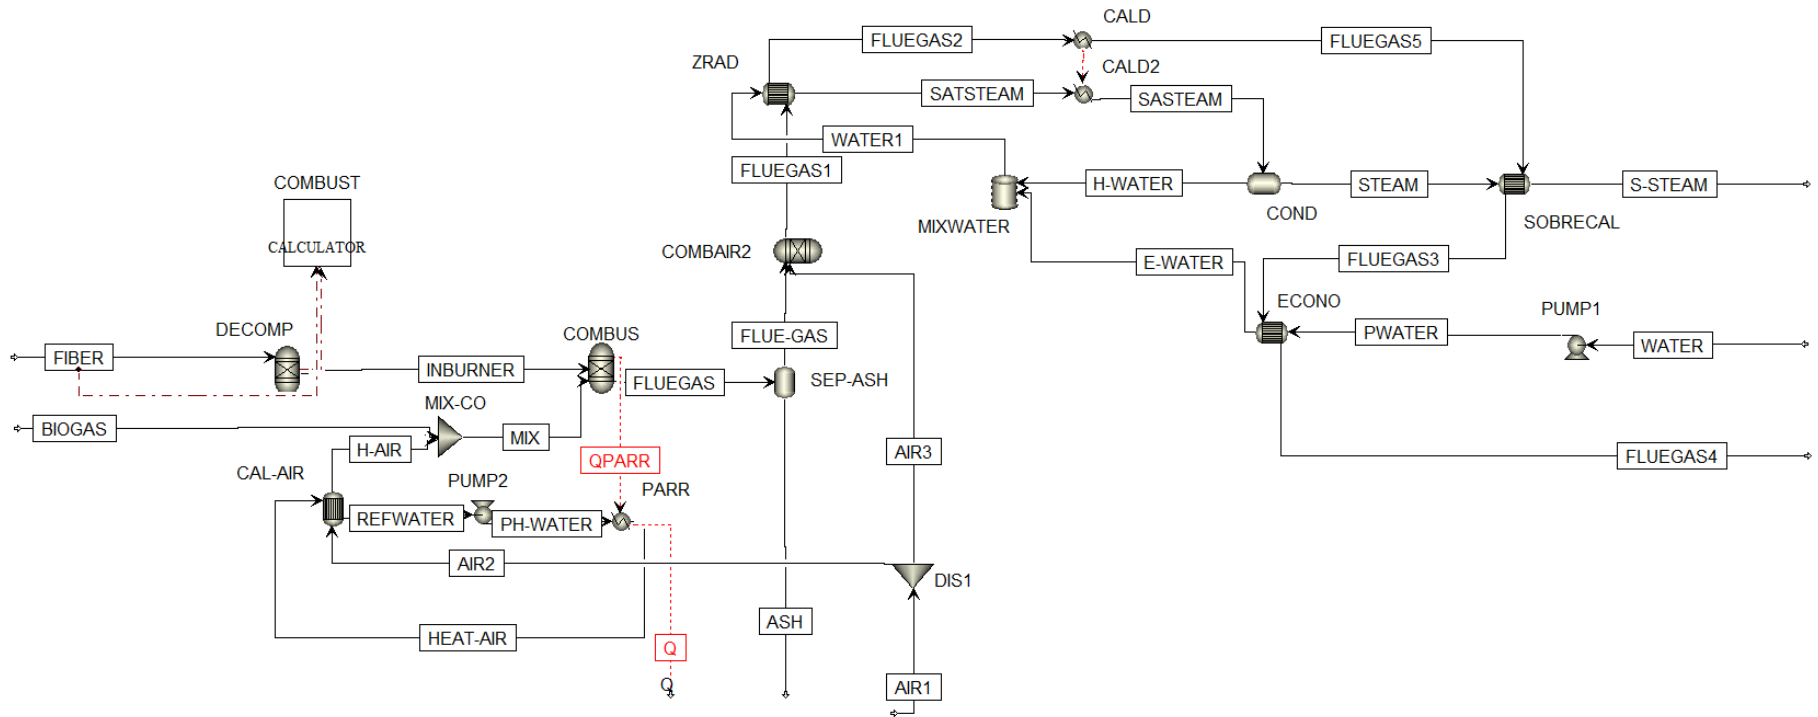 CALD
FLUEGAS2
FLUEGAS5
ZRAD
CALD2
SATSTEAM
SASTEAM
WATER1
FLUEGAS1
COMBUST
H-WATER
STEAM
S-STEAM
COND
MIXWATER
SOBRECAL
CALCULATOR
COMBAIR2
E-WATER
FLUEGAS3
ECONO
PUMP1
DECOMP
COMBUS
FLUE-GAS
PWATER
WATER
FIBER
INBURNER
FLUEGAS
SEP-ASH
MIX-CO
BIOGAS
MIX
H-AIR
AIR3
FLUEGAS4
QPARR
CAL-AIR
PUMP2
PARR
REFWATER
PH-WATER
AIR2
DIS1
ASH
HEAT-AIR
Q
Q
AIR1